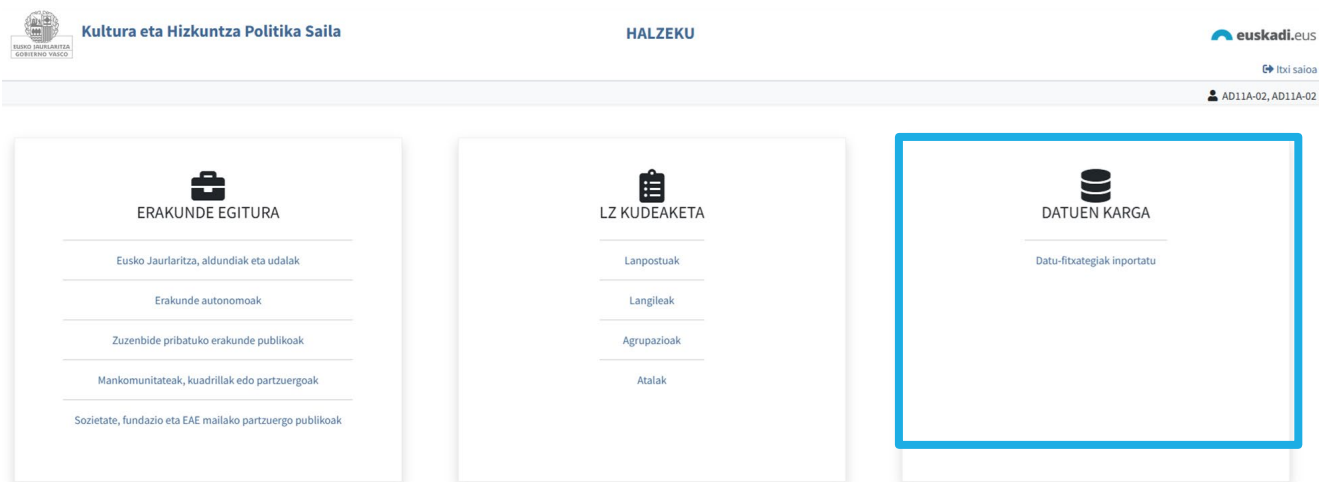 EUSKO JAURLARITZA
GOBIERNO VASCO
Kultura eta Hizkuntza Politika Saila
HALZEKU
euskadi.eus
Itxi saioa
AD11A-02, AD11A-02
ERAKUNDE EGITURA
Eusko Jaurlaritza, aldundiak eta udalak
Erakunde autonomoak
Zuzenbide pribatuko erakunde publikoak
Mankomunitateak, kuadrillak edo partzuergoak
Sozietate, fundazio eta EAE mailako partzuergo publikoak
LZ KUDEAKETA
Lanpostuak
Langileak
Agrupazioak
Atalak
DATUEN KARGA
Datu-fitxategiak inportatu